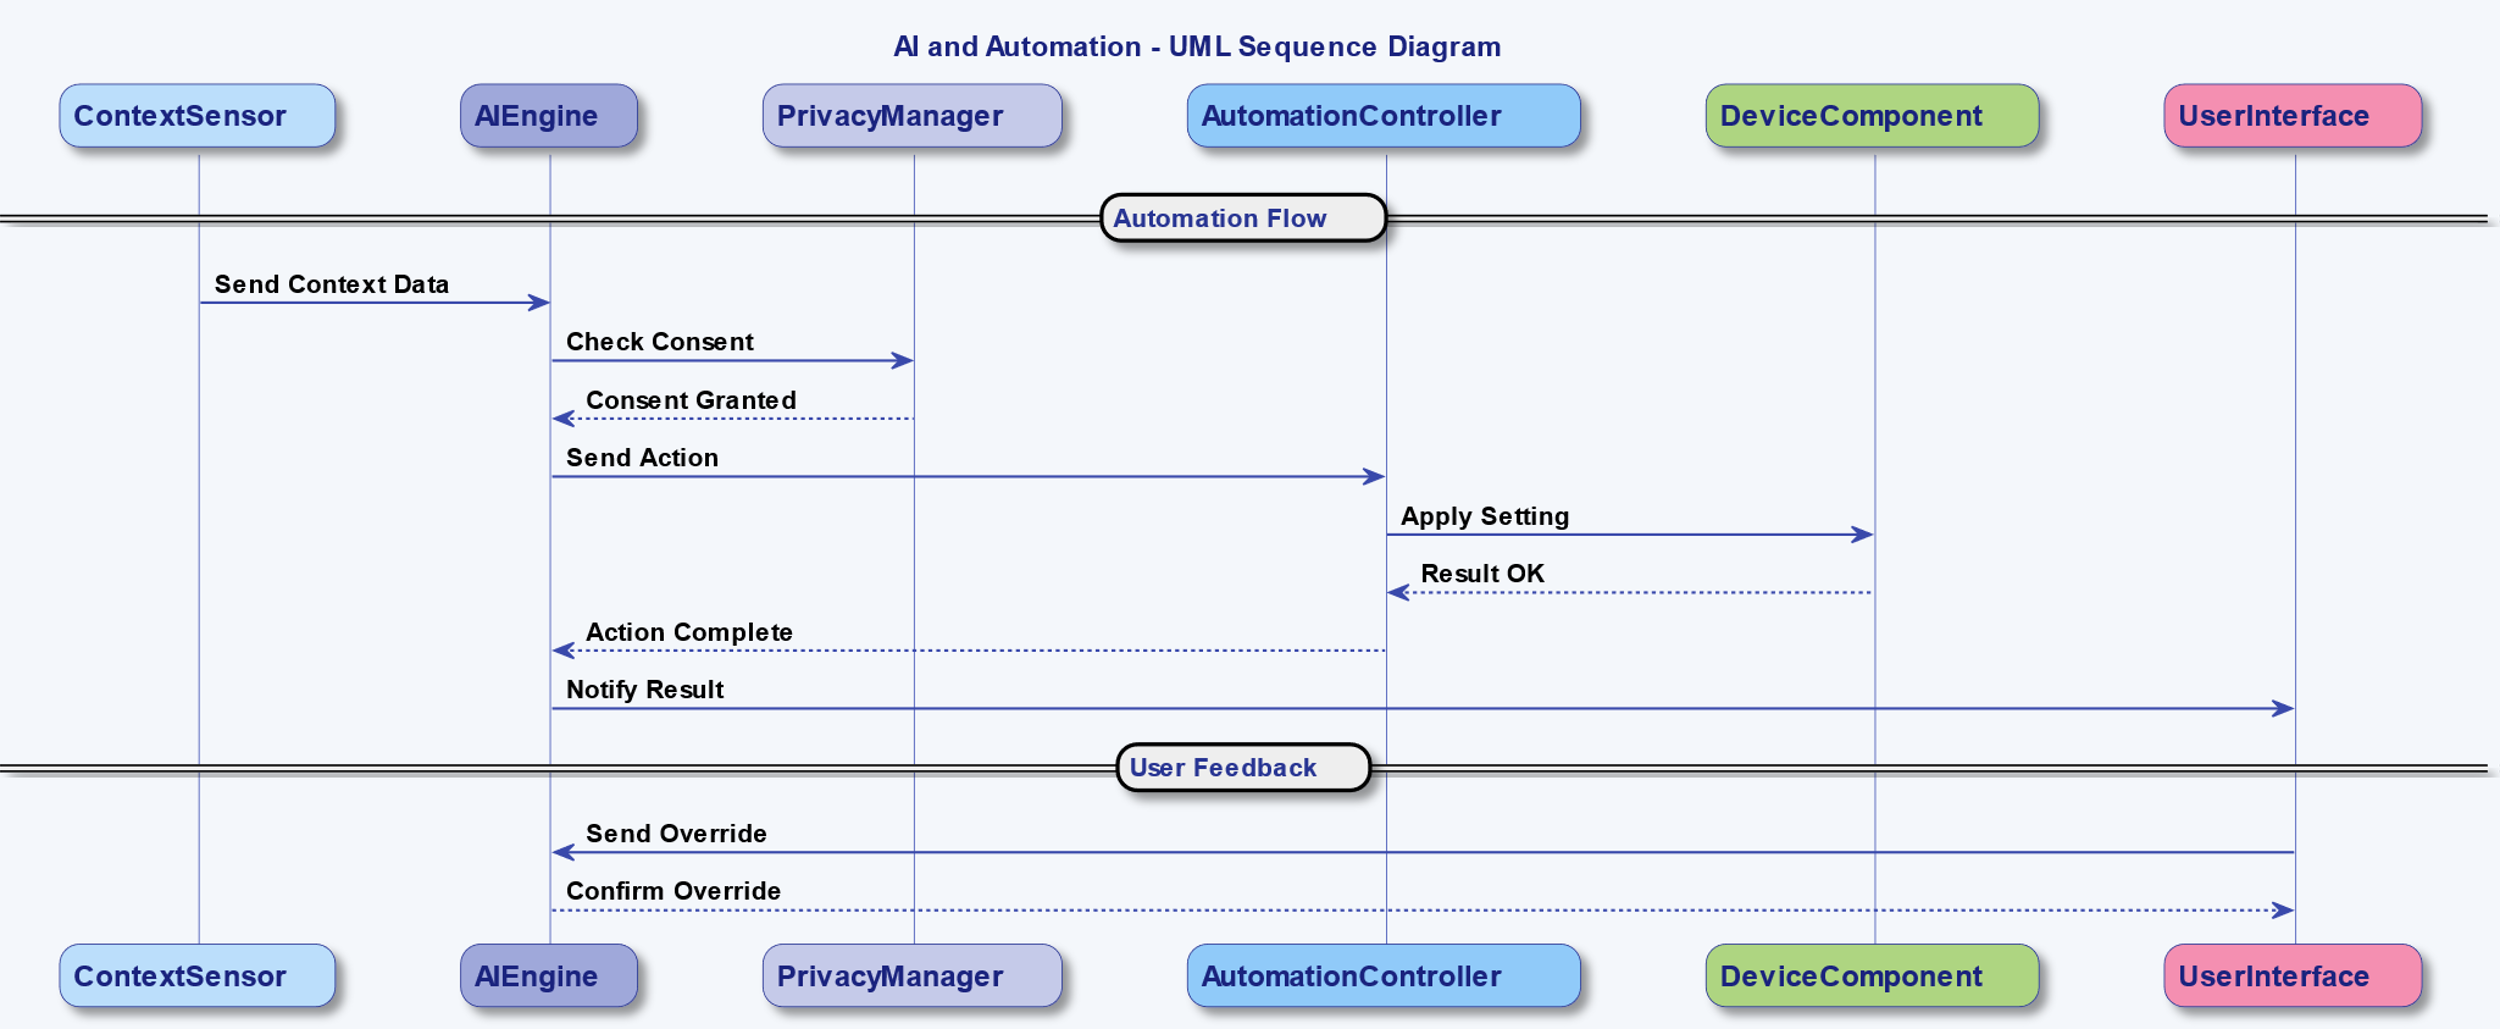 AI and Automation - UML Sequence Diagram
ContextSensor
AIEngine
PrivacyManager
AutomationController
DeviceComponent
UserInterface
Automation Flow
Send Context Data
Check Consent
Consent Granted
Send Action
Apply Setting
Result OK
Action Complete
Notify Result
User Feedback
Send Override
Confirm Override
ContextSensor
AIEngine
PrivacyManager
AutomationController
DeviceComponent
UserInterface